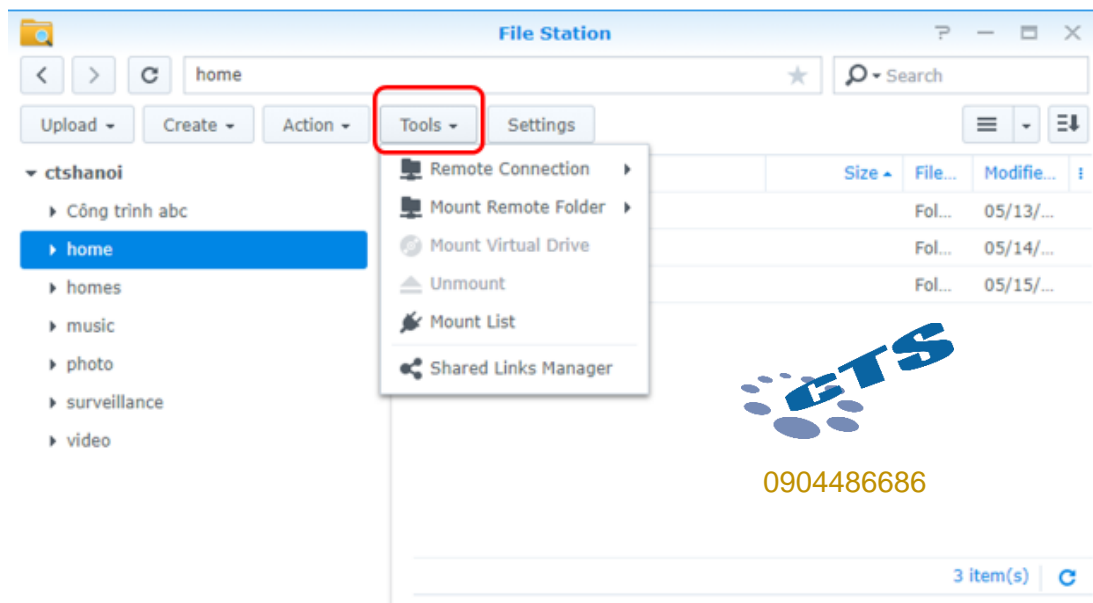 File Station
home
Search
Upload Create Action Tools Settings
ctshanoi
Công trình abc
home
homes
music
photo
surveillance
video
Remote Connection
Mount Remote Folder
Mount Virtual Drive
Unmount
Mount List
Shared Links Manager
Size File... Modifie...
Fol... 05/13/...
Fol... 05/14/...
Fol... 05/15/...
CTS
0904486686
3 item(s)